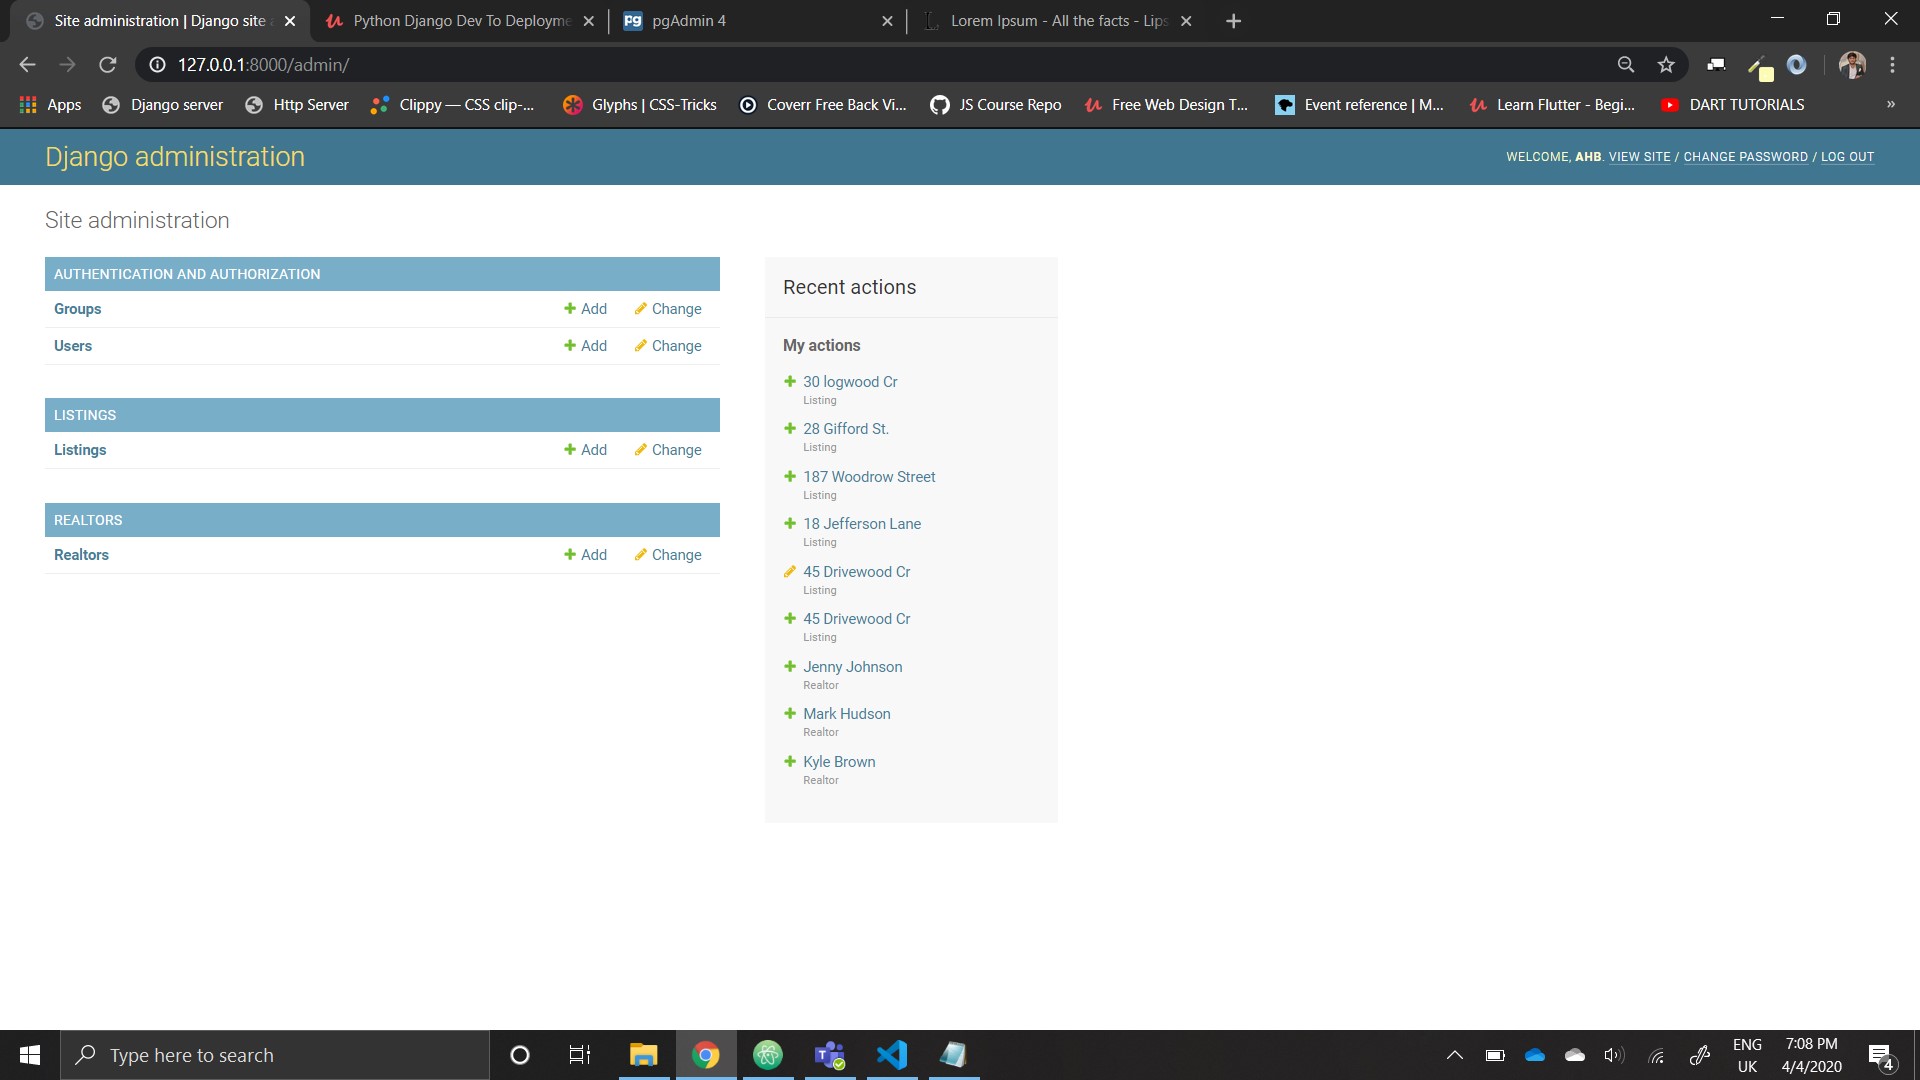 Site administration | Django site a
Python Django Dev To Deployme
pgAdmin 4
Lorem Ipsum - All the facts - Lips
127.0.0.1:8000/admin/
Apps
Django server
Http Server
Clippy — CSS clip-...
Glyphs | CSS-Tricks
Coverr Free Back Vi...
JS Course Repo
Free Web Design T...
Event reference | M...
Learn Flutter - Begi...
DART TUTORIALS
»
Django administration
WELCOME, AHB. VIEW SITE / CHANGE PASSWORD / LOG OUT
Site administration
AUTHENTICATION AND AUTHORIZATION
Groups Add Change
Users Add Change
LISTINGS
Listings Add Change
REALTORS
Realtors Add Change
Recent actions
My actions
30 logwood Cr
Listing
28 Gifford St.
Listing
187 Woodrow Street
Listing
18 Jefferson Lane
Listing
45 Drivewood Cr
Listing
45 Drivewood Cr
Listing
Jenny Johnson
Realtor
Mark Hudson
Realtor
Kyle Brown
Realtor
Type here to search
ENG
UK
7:08 PM
4/4/2020
4